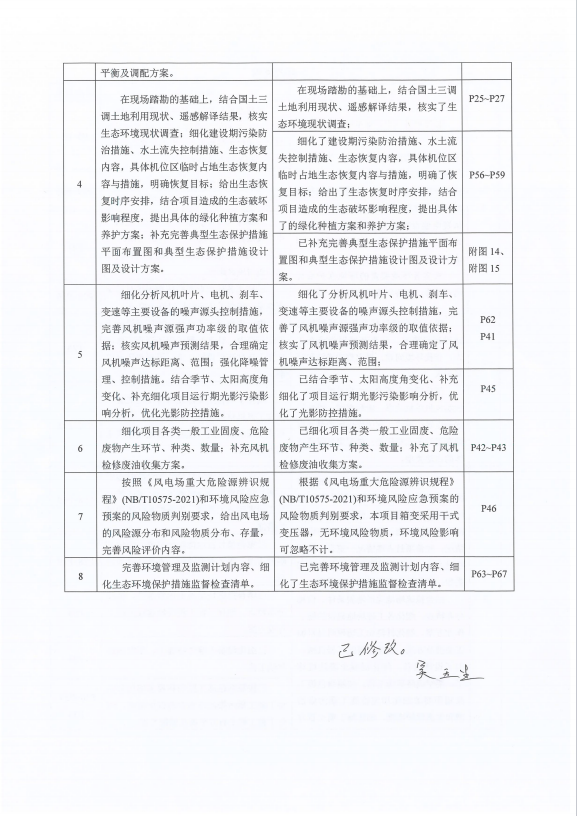 平衡及调配方案。
4
在现场踏勘的基础上，结合国土三
调土地利用现状、遥感解译结果，核实
生态环境现状调查；细化建设期污染防
治措施、水土流失控制措施、生态恢复
内容，具体机位区临时占地生态恢复内
容与措施，明确恢复目标；给出生态恢
复时序安排，结合项目造成的生态破坏
影响程度，提出具体的绿化种植方案和
养护方案；补充完善典型生态保护措施
平面布置图和典型生态保护措施设计
图及设计方案。
在现场踏勘的基础上，结合国土三调
土地利用现状、遥感解译结果，核实了生
态环境现状调查；
P25~P27
细化了建设期污染防治措施、水土流
失控制措施、生态恢复内容，具体机位区
临时占地生态恢复内容与措施，明确了恢
复目标；给出了生态恢复时序安排，结合
项目造成的生态破坏影响程度，提出具体
了的绿化种植方案和养护方案；
P56~P59
已补充完善典型生态保护措施平面布
置图和典型生态保护措施设计图及设计方
案。
附图 14、
附图 15
5
细化分析风机叶片、电机、刹车、
变速等主要设备的噪声源头控制措施，
完善风机噪声源强声功率级的取值依
据；核实风机噪声预测结果，合理确定
风机噪声达标距离、范围；强化降噪管
理、控制措施。结合季节、太阳高度角
变化、补充细化项目运行期光影污染影
响分析，优化光影防控措施。
细化了分析风机叶片、电机、刹车、
变速等主要设备的噪声源头控制措施，完
善了风机噪声源强声功率级的取值依据；
核实了风机噪声预测结果，合理确定了风
机噪声达标距离、范围；
P62
P41
已结合季节、太阳高度角变化、补充
细化了项目运行期光影污染影响分析，优
化了光影防控措施。
P45
6
细化项目各类一般工业固废、危险
废物产生环节、种类、数量；补充风机
检修废油收集方案。
已细化项目各类一般工业固废、危险
废物产生环节、种类、数量；补充了风机
检修废油收集方案。
P42~P43
7
按照《风电场重大危险源辨识规
程》(NB/T10575-2021)和环境风险应急
预案的风险物质判别要求，给出风电场
的风险源分布和风险物质分布、存量，
完善风险评价内容。
根据《风电场重大危险源辨识规程》
(NB/T10575-2021)和环境风险应急预案的
风险物质判别要求，本项目箱变采用干式
变压器，无环境风险物质，环境风险影响
可忽略不计。
P46
8
完善环境管理及监测计划内容、细
化生态环境保护措施监督检查清单。
已完善环境管理及监测计划内容、细
化了生态环境保护措施监督检查清单。
P63~P67
已修改。